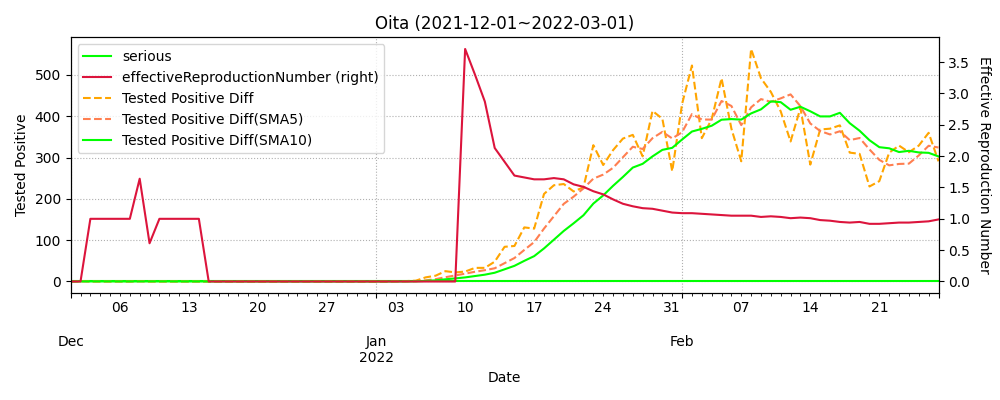 Oita (2021-12-01~2022-03-01)
serious
effectiveReproductionNumber (right)
Tested Positive Diff
Tested Positive Diff(SMA5)
Tested Positive Diff(SMA10)
Tested Positive
500
400
300
200
100
0
3.5
3.0
2.5
2.0
1.5
1.0
0.5
0.0
Effective Reproduction Number
06 13 20 27 03 10 17 24 31 07 14 21
Dec Jan Feb
2022
Date